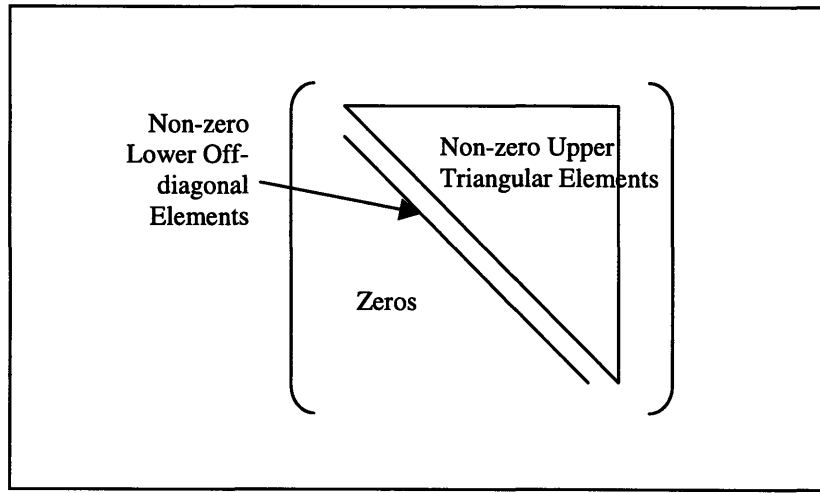 Non-zero
Lower Off-
diagonal
Elements
Non-zero Upper
Triangular Elements
Zeros